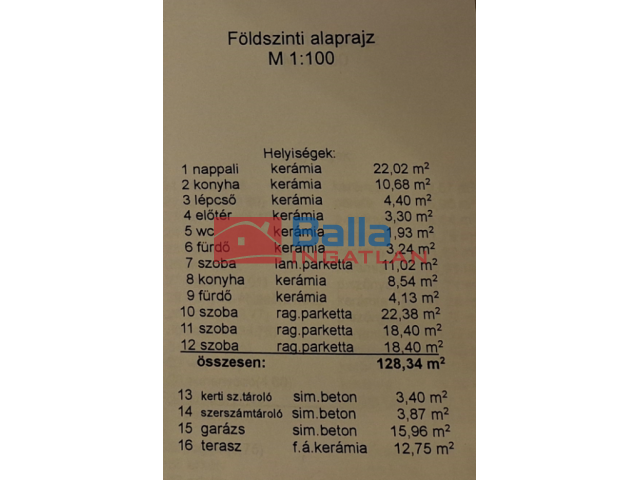 Földszinti alaprajz
M 1:100
Helyiségek:
1 nappali kerámia 22,02 m²
2 konyha kerámia 10,68 m²
3 lépcső kerámia 4,40 m²
4 előtér kerámia 3,30 m²
5 wc kerámia 1,93 m²
6 fürdő kerámia 3,24 m²
7 szoba lam.parketta 11,02 m²
8 konyha kerámia 8,54 m²
9 fürdő kerámia 4,13 m²
10 szoba rag.parketta 22,38 m²
11 szoba rag.parketta 18,40 m²
12 szoba rag.parketta 18,40 m²
összesen: 128,34 m²
13 kerti sz.tároló sim.beton 3,40 m²
14 szerszámtároló sim.beton 3,87 m²
15 garázs sim.beton 15,96 m²
16 terasz f.á.kerámia 12,75 m²
Balla
INGATLAN